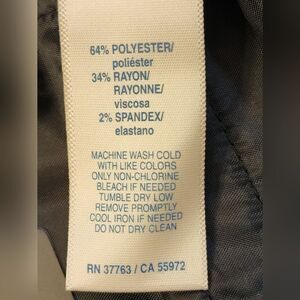 64% POLYESTER/
poliéster
34% RAYON/
RAYONNE/
viscosa
2% SPANDEX/
elastano
MACHINE WASH COLD
WITH LIKE COLORS
ONLY NON-CHLORINE
BLEACH IF NEEDED
TUMBLE DRY LOW
REMOVE PROMPTLY
COOL IRON IF NEEDED
DO NOT DRY CLEAN
RN 37763 / CA 55972